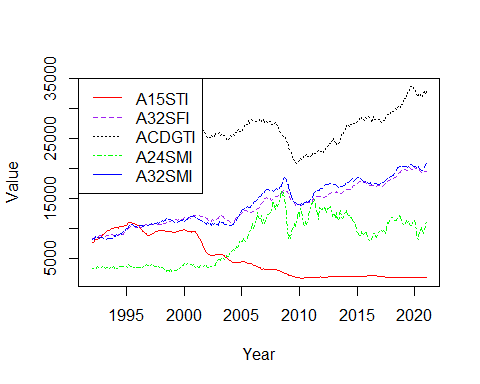 35000
25000
15000
5000
Value
A15STI
A32SFI
ACDGTI
A24SMI
A32SMI
1995 2000 2005 2010 2015 2020
Year